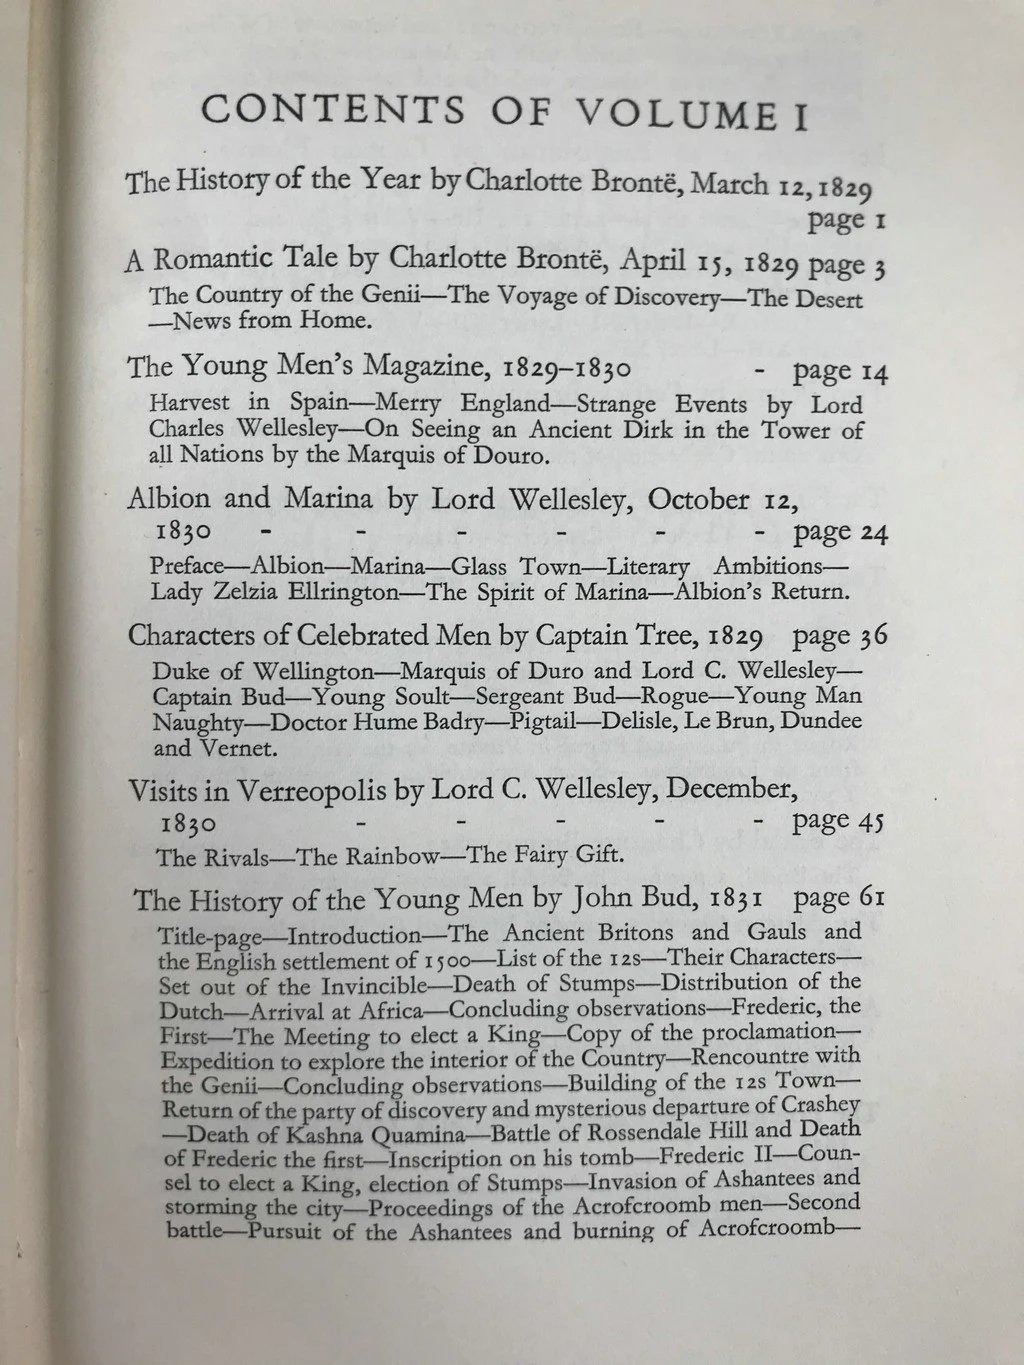 CONTENTS OF VOLUME I
The History of the Year by Charlotte Brontë, March 12, 1829
page 1
A Romantic Tale by Charlotte Brontë, April 15, 1829 page 3
The Country of the Genii—The Voyage of Discovery—The Desert
—News from Home.
The Young Men's Magazine, 1829–1830 - page 14
Harvest in Spain—Merry England—Strange Events by Lord
Charles Wellesley—On Seeing an Ancient Dirk in the Tower of
all Nations by the Marquis of Douro.
Albion and Marina by Lord Wellesley, October 12,
1830 - - - - - - page 24
Preface—Albion—Marina—Glass Town—Literary Ambitions—
Lady Zelzia Ellrington—The Spirit of Marina—Albion's Return.
Characters of Celebrated Men by Captain Tree, 1829 page 36
Duke of Wellington—Marquis of Duro and Lord C. Wellesley—
Captain Bud—Young Soult—Sergeant Bud—Rogue—Young Man
Naughty—Doctor Hume Badry—Pigtail—Delisle, Le Brun, Dundee
and Vernet.
Visits in Verreopolis by Lord C. Wellesley, December,
1830 - - - - - page 45
The Rivals—The Rainbow—The Fairy Gift.
The History of the Young Men by John Bud, 1831 page 61
Title-page—Introduction—The Ancient Britons and Gauls and
the English settlement of 1500—List of the 12s—Their Characters—
Set out of the Invincible—Death of Stumps—Distribution of the
Dutch—Arrival at Africa—Concluding observations—Frederic, the
First—The Meeting to elect a King—Copy of the proclamation—
Expedition to explore the interior of the Country—Rencountre with
the Genii—Concluding observations—Building of the 12s Town—
Return of the party of discovery and mysterious departure of Crashey
—Death of Kashna Quamina—Battle of Rossendale Hill and Death
of Frederic the first—Inscription on his tomb—Frederic II—Coun-
sel to elect a King, election of Stumps—Invasion of Ashantees and
storming the city—Proceedings of the Acrofcroomb men—Second
battle—Pursuit of the Ashantees and burning of Acrofcroomb—